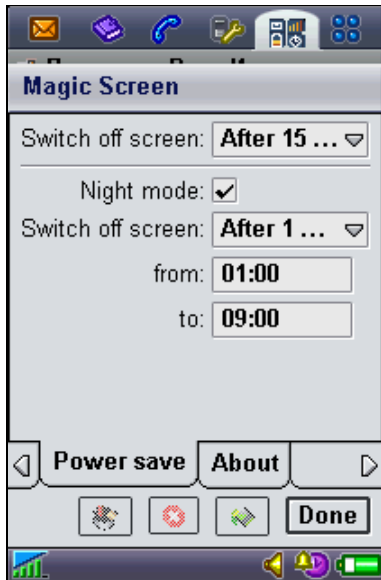 Magic Screen
Switch off screen: After 15 ...
Night mode:
Switch off screen: After 1 ...
from: 01:00
to: 09:00
Power save About
Done